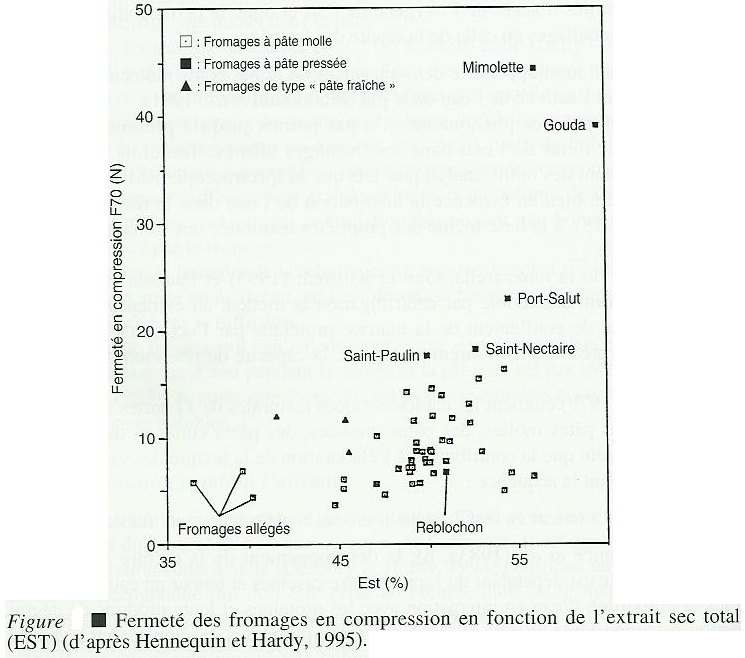 50
40
30
20
10
0
Fermeté en compression F70 (N)
: Fromages à pâte molle
: Fromages à pâte pressée
: Fromages de type « pâte fraîche »
Mimolette
Gouda
Port-Salut
Saint-Paulin
Saint-Nectaire
Fromages allégés
Reblochon
35
45
55
Est (%)
Figure ■ Fermeté des fromages en compression en fonction de l'extrait sec total
(EST) (d'après Hennequin et Hardy, 1995).